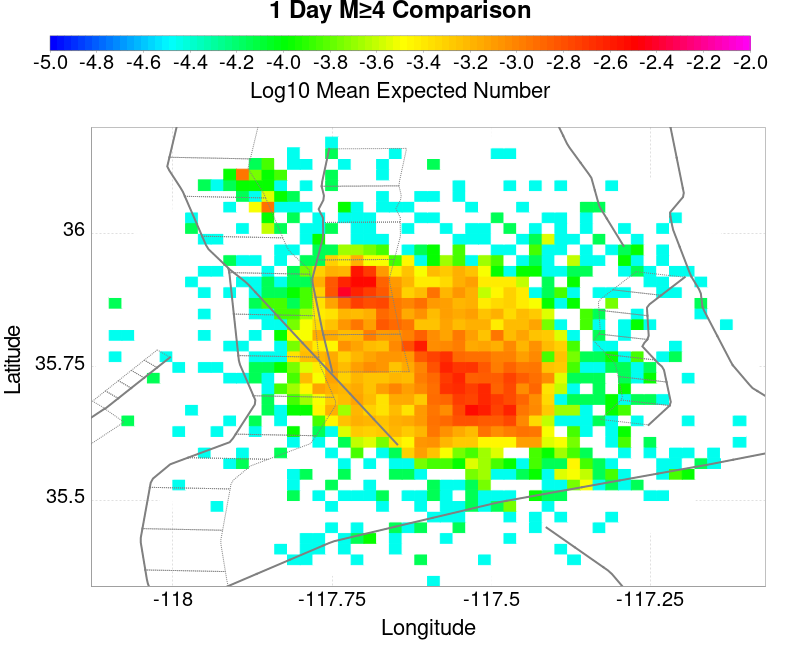 1 Day M≥4 Comparison
-5.0 -4.8 -4.6 -4.4 -4.2 -4.0 -3.8 -3.6 -3.4 -3.2 -3.0 -2.8 -2.6 -2.4 -2.2 -2.0
Log10 Mean Expected Number
36
35.75
35.5
Latitude
-118 -117.75 -117.5 -117.25
Longitude